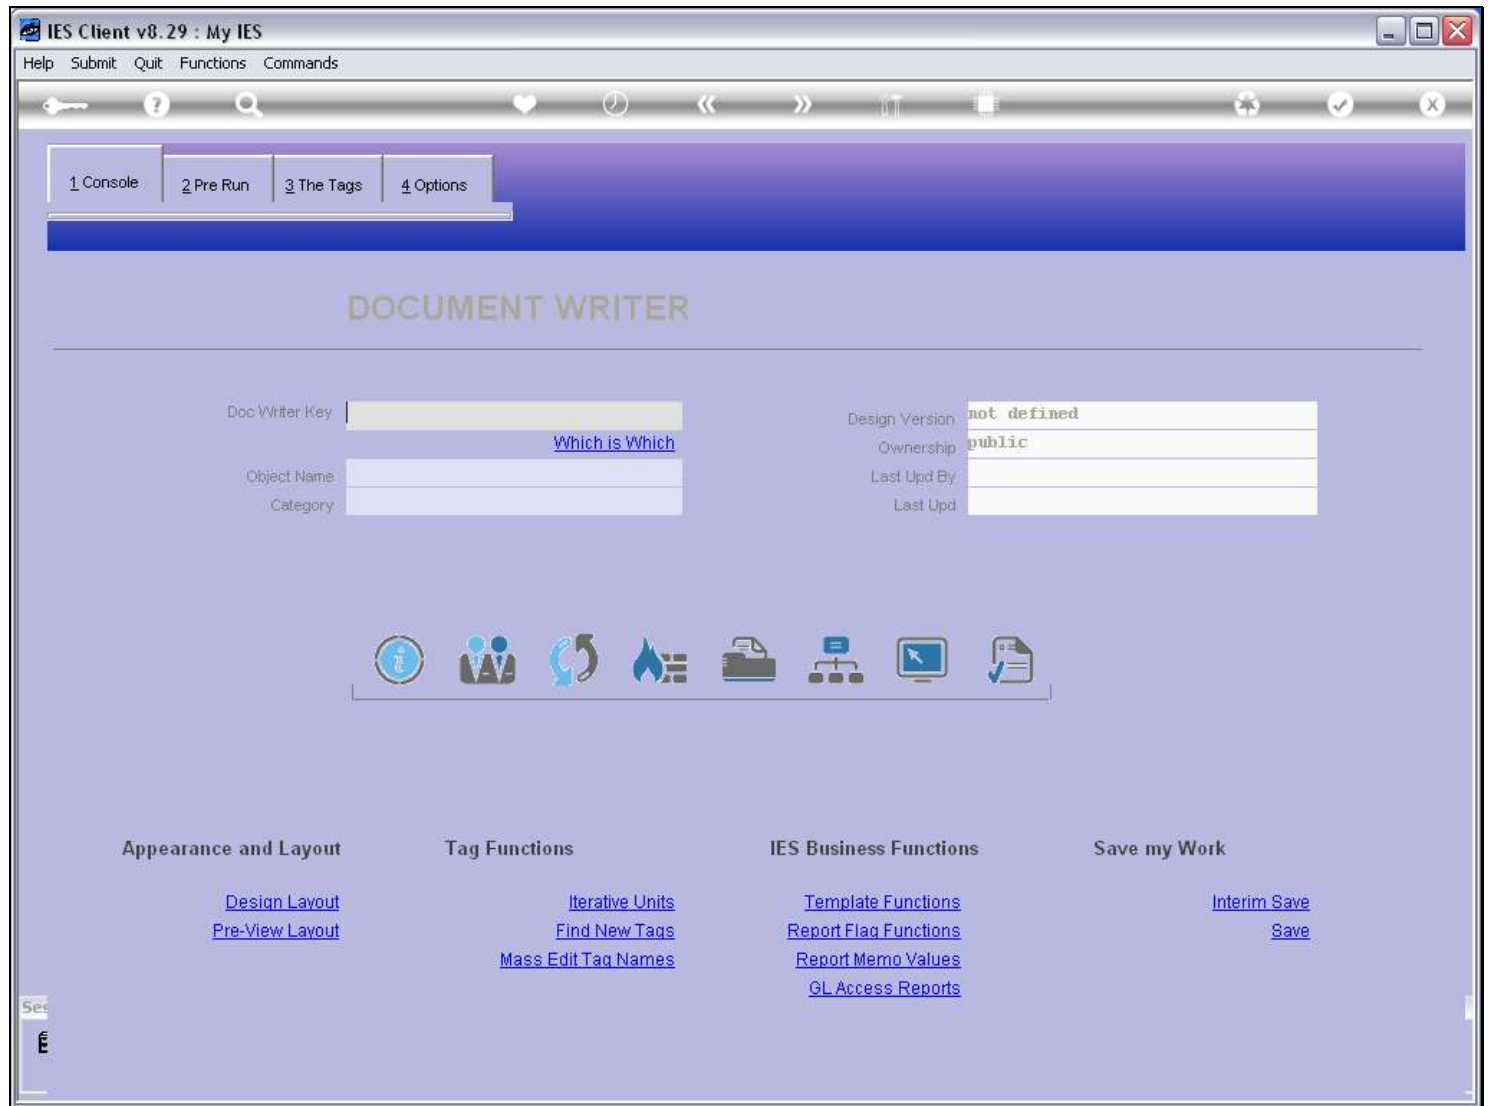 IES Client v8.29 : My IES
Help Submit Quit Functions Commands
1 Console 2 Pre Run 3 The Tags 4 Options
DOCUMENT WRITER
Doc Writer Key
Design Version not defined
Which is Which
Ownership public
Object Name
Last Upd By
Category
Last Upd
Appearance and Layout Tag Functions IES Business Functions Save my Work
Design Layout Iterative Units Template Functions Interim Save
Pre-View Layout Find New Tags Report Flag Functions Save
Mass Edit Tag Names Report Memo Values
GL Access Reports